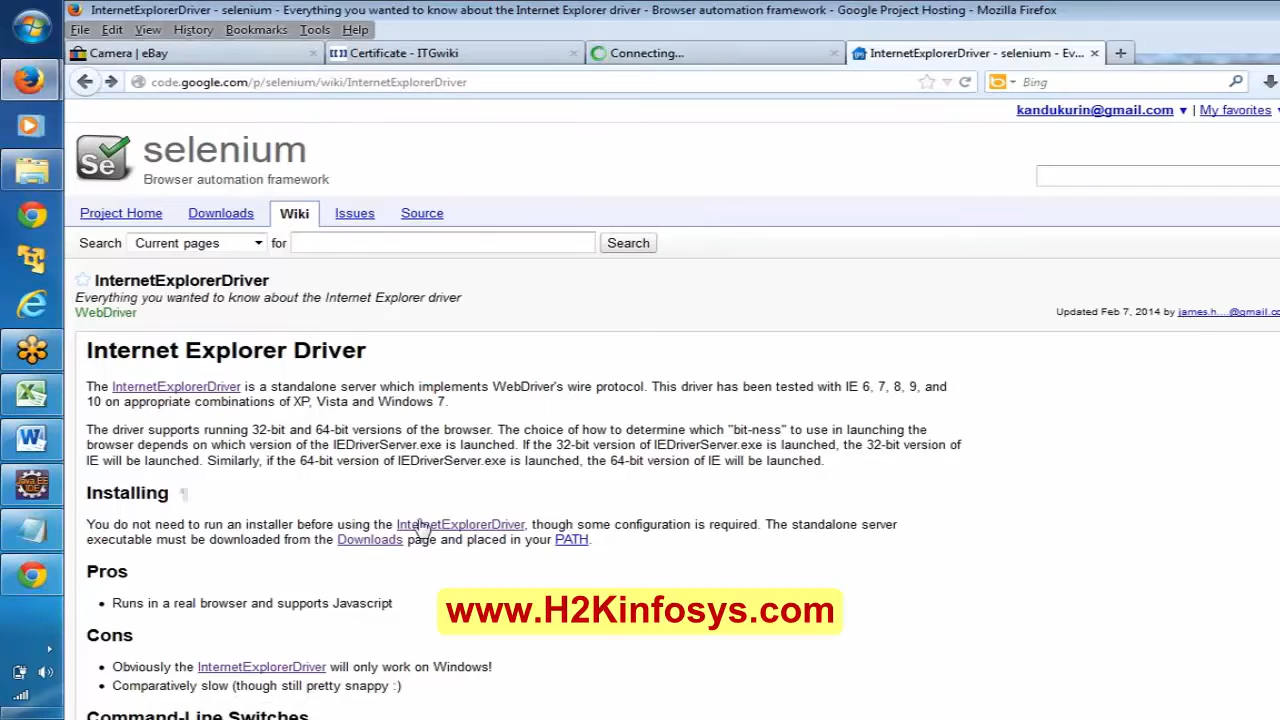 InternetExplorerDriver - selenium - Everything you wanted to know about the Internet Explorer driver - Browser automation framework - Google Project Hosting - Mozilla Firefox
File Edit View History Bookmarks Tools Help
Camera | eBay
Certificate - ITGwiki
Connecting...
InternetExplorerDriver - selenium - Ev...
code.google.com/p/selenium/wiki/InternetExplorerDriver
Bing
kandukurin@gmail.com ▼ | My favorites
Se
selenium
Browser automation framework
Project Home Downloads Wiki Issues Source
Search Current pages for Search
InternetExplorerDriver
Everything you wanted to know about the Internet Explorer driver
WebDriver
Updated Feb 7, 2014 by james.h....@gmail.co
Internet Explorer Driver
The InternetExplorerDriver is a standalone server which implements WebDriver's wire protocol. This driver has been tested with IE 6, 7, 8, 9, and
10 on appropriate combinations of XP, Vista and Windows 7.
The driver supports running 32-bit and 64-bit versions of the browser. The choice of how to determine which "bit-ness" to use in launching the
browser depends on which version of the IEDriverServer.exe is launched. If the 32-bit version of IEDriverServer.exe is launched, the 32-bit version of
IE will be launched. Similarly, if the 64-bit version of IEDriverServer.exe is launched, the 64-bit version of IE will be launched.
Installing ¶
You do not need to run an installer before using the InternetExplorerDriver, though some configuration is required. The standalone server
executable must be downloaded from the Downloads page and placed in your PATH.
Pros
• Runs in a real browser and supports Javascript
www.H2Kinfosys.com
Cons
• Obviously the InternetExplorerDriver will only work on Windows!
• Comparatively slow (though still pretty snappy :)
Command-Line Switches